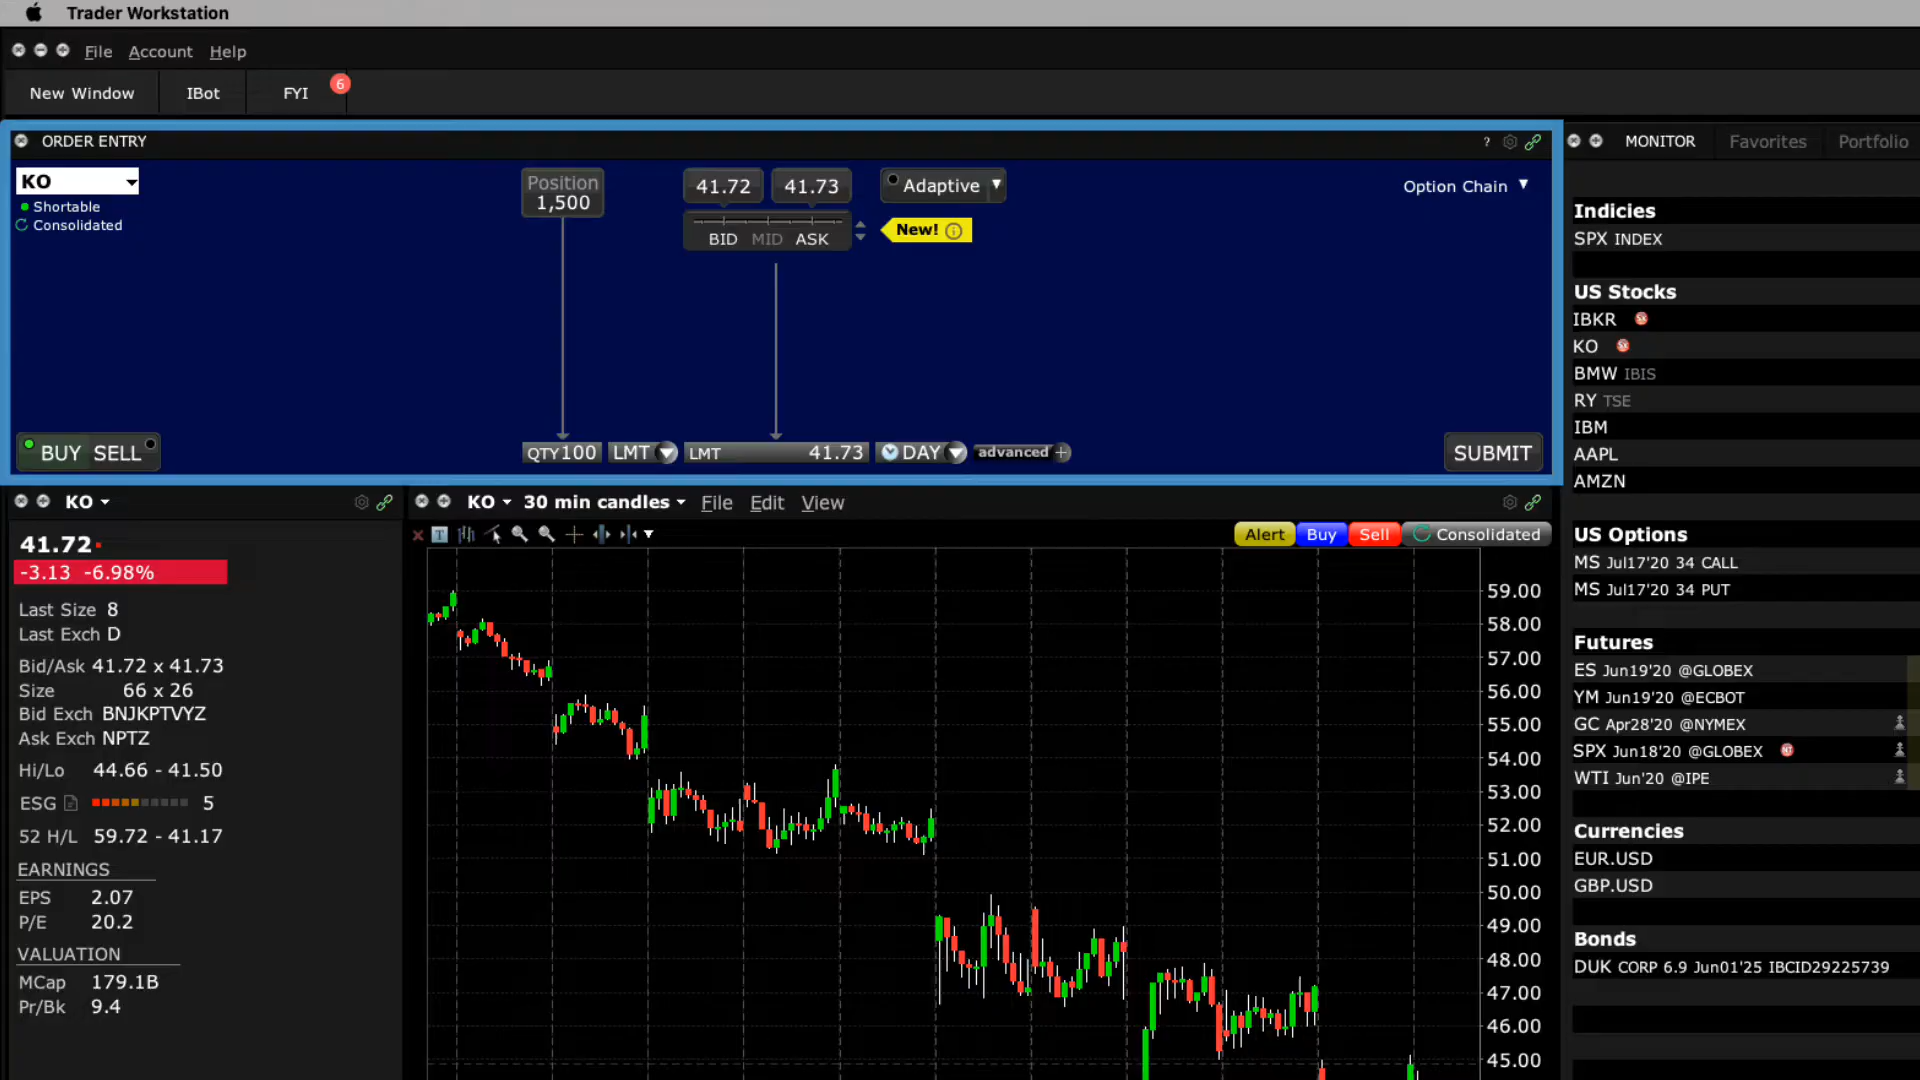 Trader Workstation
File Account Help
New Window IBot FYI 6
ORDER ENTRY ?
KO
Shortable
Consolidated
Position
1,500
41.72 41.73 Adaptive
BID MID ASK
New!
Option Chain
BUY SELL
QTY 100 LMT LMT 41.73 DAY advanced +
SUBMIT
KO
41.72
-3.13 -6.98%
Last Size 8
Last Exch D
Bid/Ask 41.72 x 41.73
Size 66 x 26
Bid Exch BNJKPTVYZ
Ask Exch NPTZ
Hi/Lo 44.66 - 41.50
ESG 5
52 H/L 59.72 - 41.17
EARNINGS
EPS 2.07
P/E 20.2
VALUATION
MCap 179.1B
Pr/Bk 9.4
KO 30 min candles File Edit View
T
Alert Buy Sell Consolidated
59.00
58.00
57.00
56.00
55.00
54.00
53.00
52.00
51.00
50.00
49.00
48.00
47.00
46.00
45.00
MONITOR Favorites Portfolio
Indicies
SPX INDEX
US Stocks
IBKR
KO
BMW IBIS
RY TSE
IBM
AAPL
AMZN
US Options
MS Jul17'20 34 CALL
MS Jul17'20 34 PUT
Futures
ES Jun19'20 @GLOBEX
YM Jun19'20 @ECBOT
GC Apr28'20 @NYMEX
SPX Jun18'20 @GLOBEX
WTI Jun'20 @IPE
Currencies
EUR.USD
GBP.USD
Bonds
DUK CORP 6.9 Jun01'25 IBCID29225739